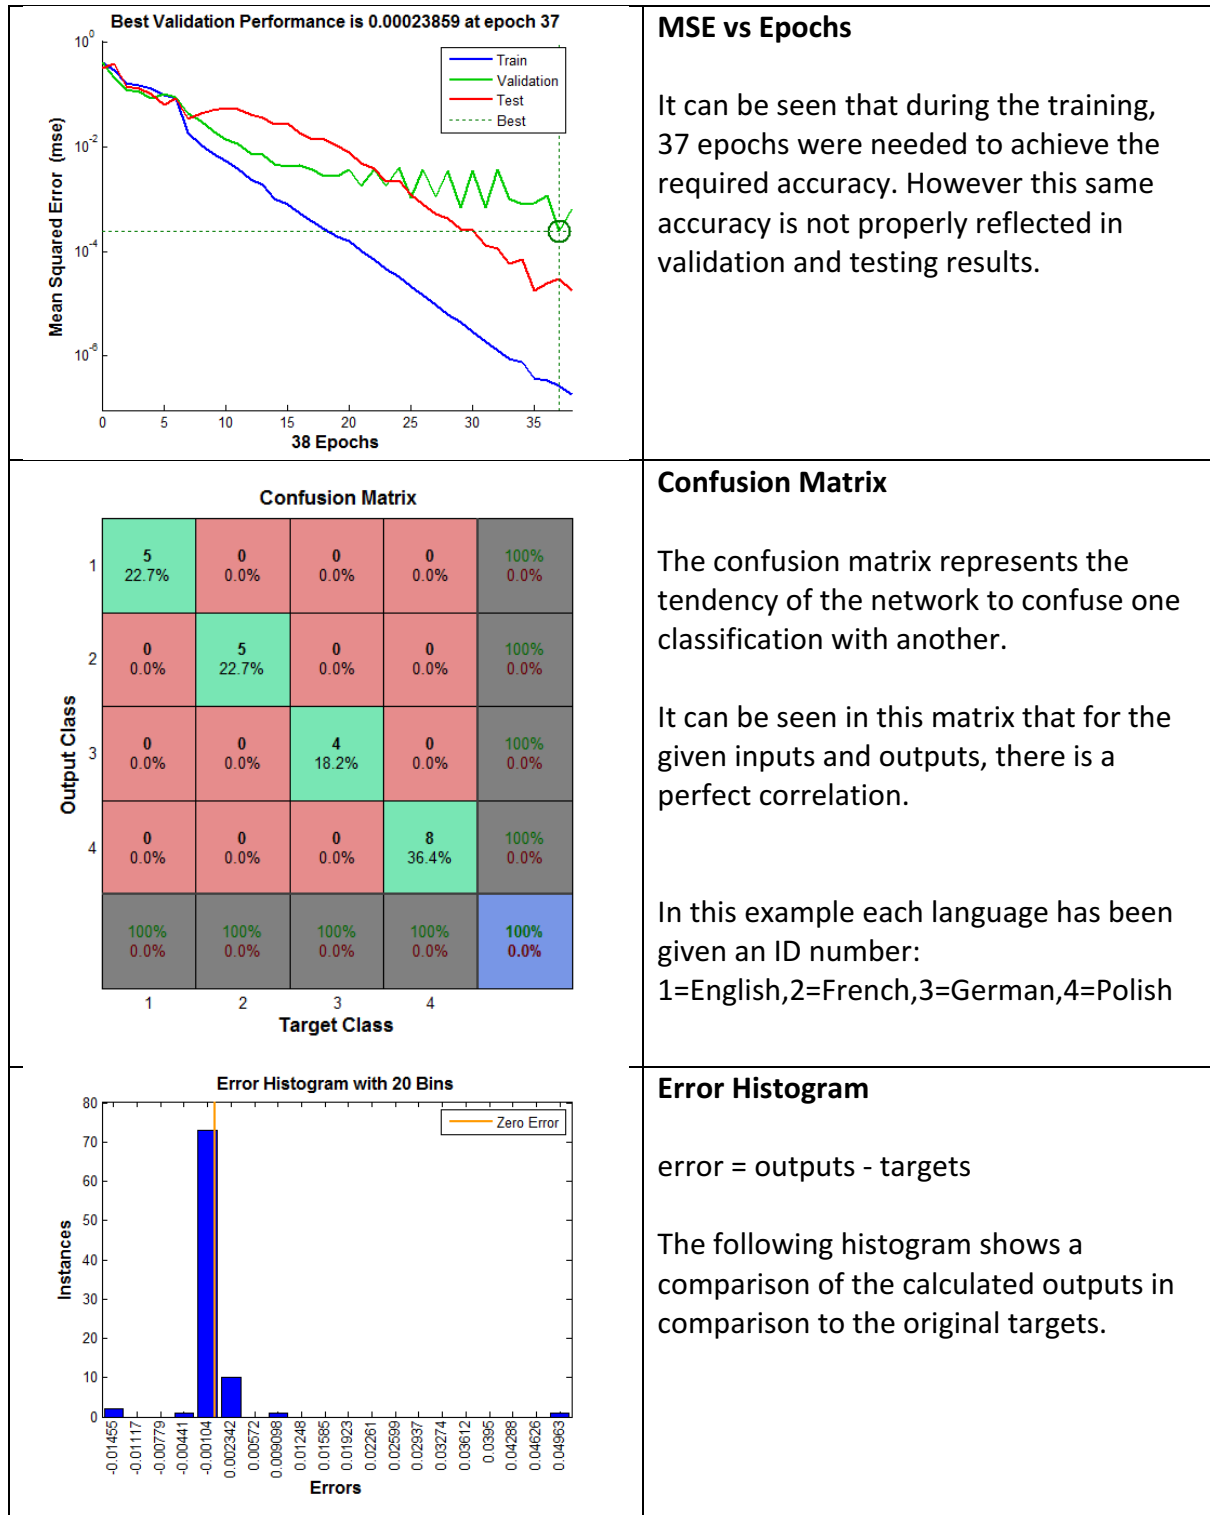 Best Validation Performance is 0.00023859 at epoch 37
10^0
10^-2
10^-4
10^-6
Mean Squared Error (mse)
Train
Validation
Test
Best
0 5 10 15 20 25 30 35
38 Epochs
MSE vs Epochs
It can be seen that during the training,
37 epochs were needed to achieve the
required accuracy. However this same
accuracy is not properly reflected in
validation and testing results.
Confusion Matrix
Output Class
1
5 0 0 0 100%
22.7% 0.0% 0.0% 0.0% 0.0%
2
0 5 0 0 100%
0.0% 22.7% 0.0% 0.0% 0.0%
3
0 0 4 0 100%
0.0% 0.0% 18.2% 0.0% 0.0%
4
0 0 0 8 100%
0.0% 0.0% 0.0% 36.4% 0.0%
100% 100% 100% 100% 100%
0.0% 0.0% 0.0% 0.0% 0.0%
1 2 3 4
Target Class
Confusion Matrix
The confusion matrix represents the
tendency of the network to confuse one
classification with another.
It can be seen in this matrix that for the
given inputs and outputs, there is a
perfect correlation.
In this example each language has been
given an ID number:
1=English,2=French,3=German,4=Polish
Error Histogram with 20 Bins
80
70
60
50
40
30
20
10
0
Instances
Zero Error
-0.01455
-0.01117
-0.00779
-0.00441
-0.00104
0.002342
0.00572
0.009098
0.01248
0.01585
0.01923
0.02261
0.02599
0.02937
0.03274
0.03612
0.0395
0.04288
0.04626
0.04963
Errors
Error Histogram
error = outputs - targets
The following histogram shows a
comparison of the calculated outputs in
comparison to the original targets.